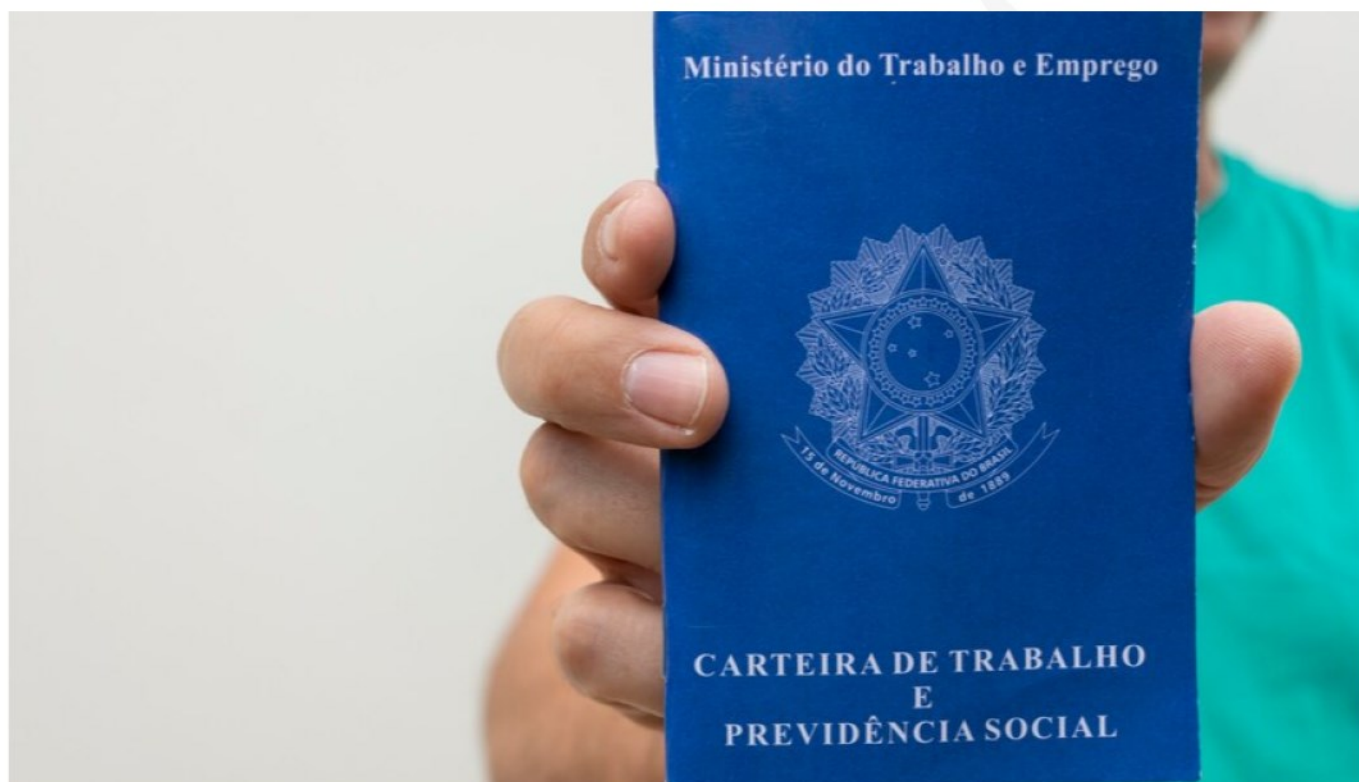 Ministério do Trabalho e Emprego
REPÚBLICA FEDERATIVA DO BRASIL
15 de Novembro de 1889
CARTEIRA DE TRABALHO
E
PREVIDÊNCIA SOCIAL